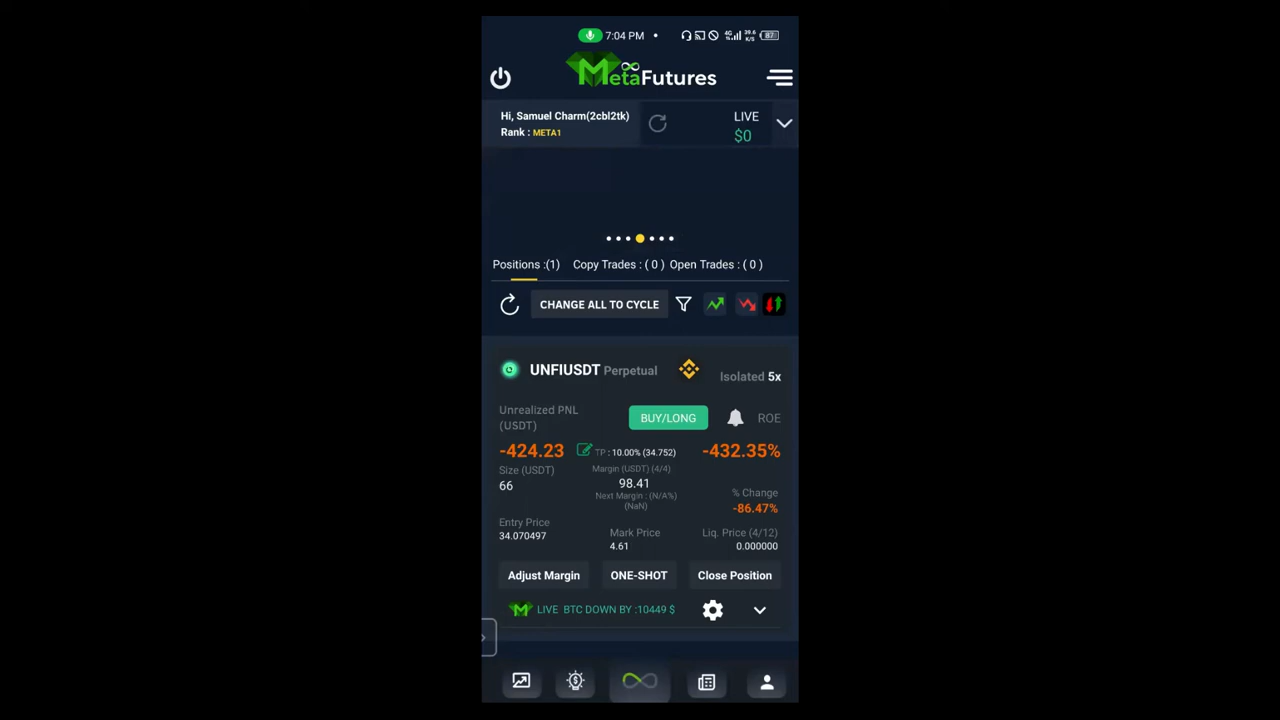 7:04 PM
4G
39.6
K/S
87
MetaFutures
Hi, Samuel Charm(2cbl2tk)
Rank : META1
LIVE
$0
Positions :(1) Copy Trades : ( 0 ) Open Trades : ( 0 )
CHANGE ALL TO CYCLE
UNFIUSDT Perpetual
Isolated 5x
Unrealized PNL
(USDT)
BUY/LONG
ROE
-424.23
TP : 10.00% (34.752)
-432.35%
Size (USDT)
66
Margin (USDT) (4/4)
98.41
Next Margin : (N/A%)
(NaN)
% Change
-86.47%
Entry Price
34.070497
Mark Price
4.61
Liq. Price (4/12)
0.000000
Adjust Margin
ONE-SHOT
Close Position
LIVE BTC DOWN BY :10449 $